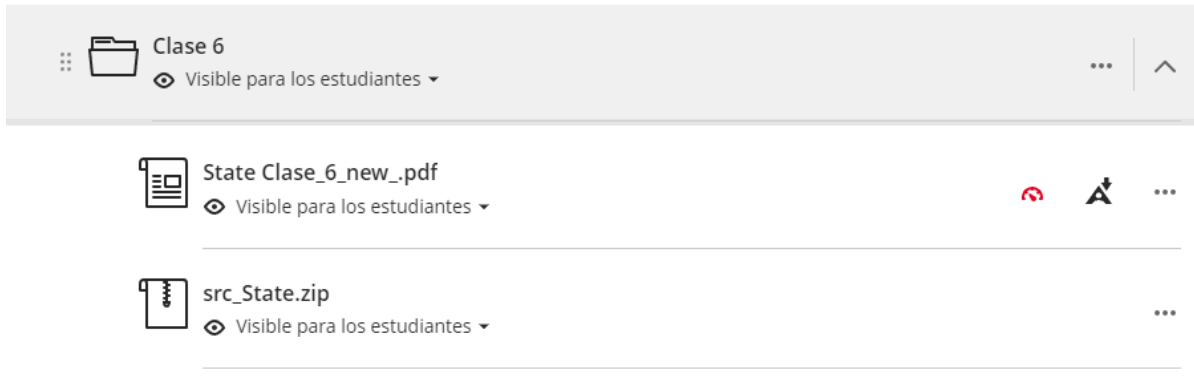 Clase 6
Visible para los estudiantes
State Clase_6_new_.pdf
Visible para los estudiantes
src_State.zip
Visible para los estudiantes